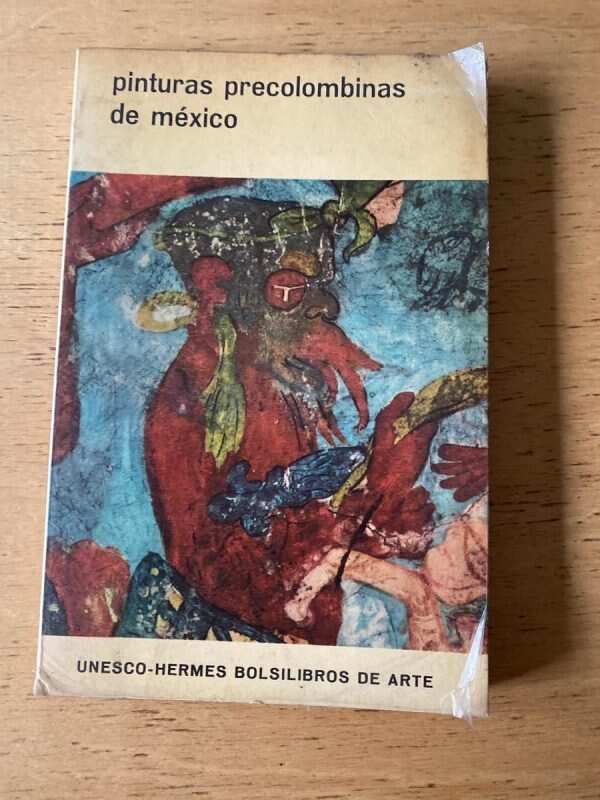 pinturas precolombinas
de méxico
UNESCO-HERMES BOLSILIBROS DE ARTE